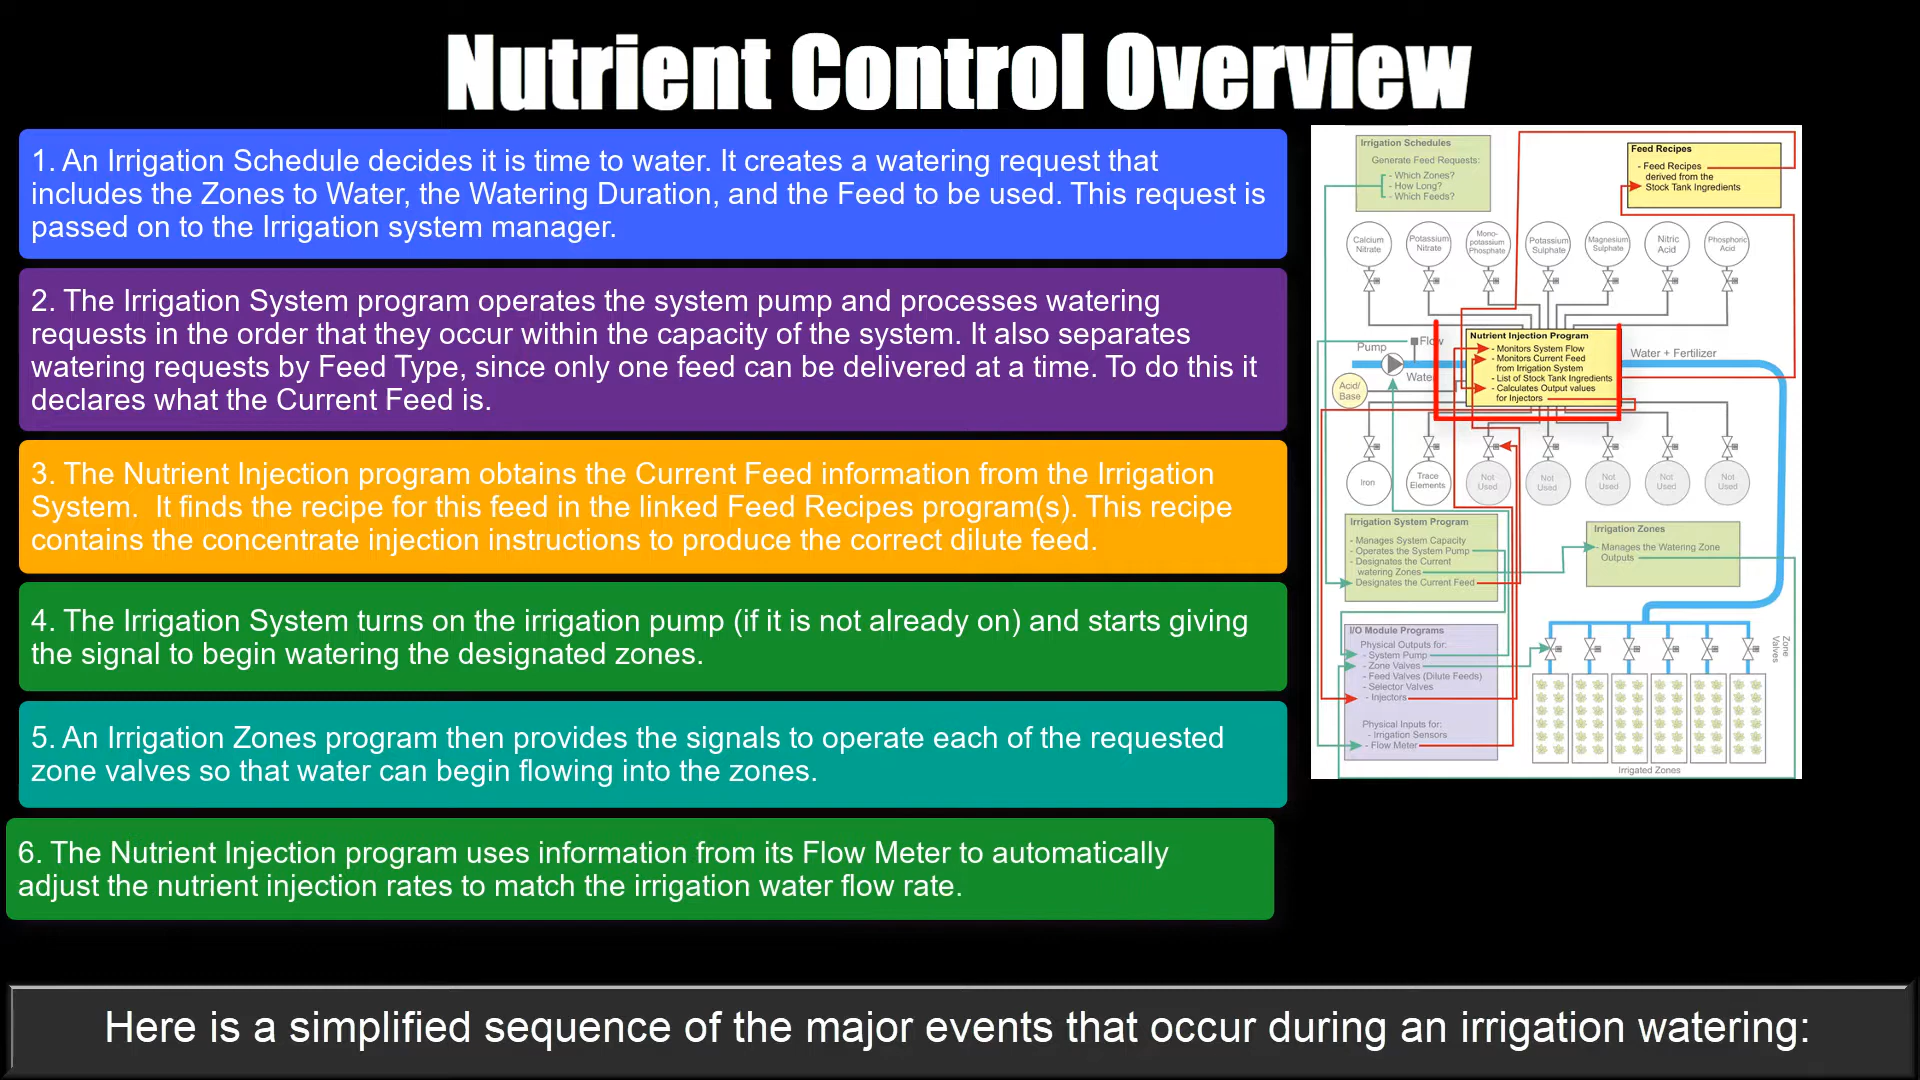 Nutrient Control Overview
1. An Irrigation Schedule decides it is time to water. It creates a watering request that
includes the Zones to Water, the Watering Duration, and the Feed to be used. This request is
passed on to the Irrigation system manager.
2. The Irrigation System program operates the system pump and processes watering
requests in the order that they occur within the capacity of the system. It also separates
watering requests by Feed Type, since only one feed can be delivered at a time. To do this it
declares what the Current Feed is.
3. The Nutrient Injection program obtains the Current Feed information from the Irrigation
System.  It finds the recipe for this feed in the linked Feed Recipes program(s). This recipe
contains the concentrate injection instructions to produce the correct dilute feed.
4. The Irrigation System turns on the irrigation pump (if it is not already on) and starts giving
the signal to begin watering the designated zones.
5. An Irrigation Zones program then provides the signals to operate each of the requested
zone valves so that water can begin flowing into the zones.
6. The Nutrient Injection program uses information from its Flow Meter to automatically
adjust the nutrient injection rates to match the irrigation water flow rate.
Irrigation Schedules
Generate Feed Requests:
- Which Zones?
- How Long?
- Which Feeds?
Feed Recipes
- Feed Recipes
derived from the
Stock Tank Ingredients
Calcium
Nitrate
Potassium
Nitrate
Mono-
potassium
Phosphate
Potassium
Sulphate
Magnesium
Sulphate
Nitric
Acid
Phosphoric
Acid
Pump
Flow
Water
Acid/
Base
Nutrient Injection Program
- Monitors System Flow
- Monitors Current Feed
from Irrigation System
- List of Stock Tank Ingredients
- Calculates Output values
for Injectors
Water + Fertilizer
Iron
Trace
Elements
Not
Used
Not
Used
Not
Used
Not
Used
Not
Used
Irrigation System Program
- Manages System Capacity
- Operates the System Pump
- Designates the Current
watering Zones
- Designates the Current Feed
Irrigation Zones
- Manages the Watering Zone
Outputs
I/O Module Programs
Physical Outputs for:
- System Pump
- Zone Valves
- Feed Valves (Dilute Feeds)
- Selector Valves
- Injectors
Physical Inputs for:
- Irrigation Sensors
- Flow Meter
Zone
Valves
Irrigated Zones
Here is a simplified sequence of the major events that occur during an irrigation watering: